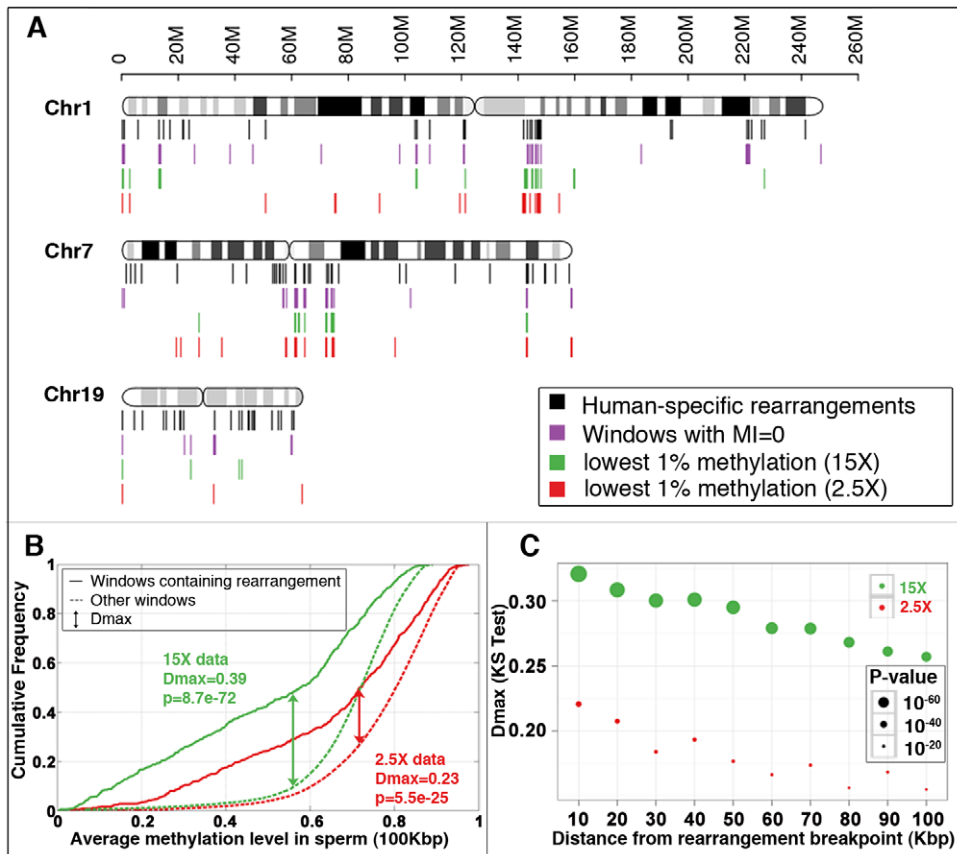 A
0 20M 40M 60M 80M 100M 120M 140M 160M 180M 200M 220M 240M 260M
Chr1
Chr7
Chr19
Human-specific rearrangements
Windows with MI=0
lowest 1% methylation (15X)
lowest 1% methylation (2.5X)
B
Cumulative Frequency
1
0.8
0.6
0.4
0.2
0
Windows containing rearrangement
Other windows
Dmax
15X data
Dmax=0.39
p=8.7e-72
2.5X data
Dmax=0.23
p=5.5e-25
0 0.2 0.4 0.6 0.8 1
Average methylation level in sperm (100Kbp)
C
Dmax (KS Test)
0.30
0.25
0.20
15X
2.5X
P-value
10-60
10-40
10-20
10 20 30 40 50 60 70 80 90 100
Distance from rearrangement breakpoint (Kbp)